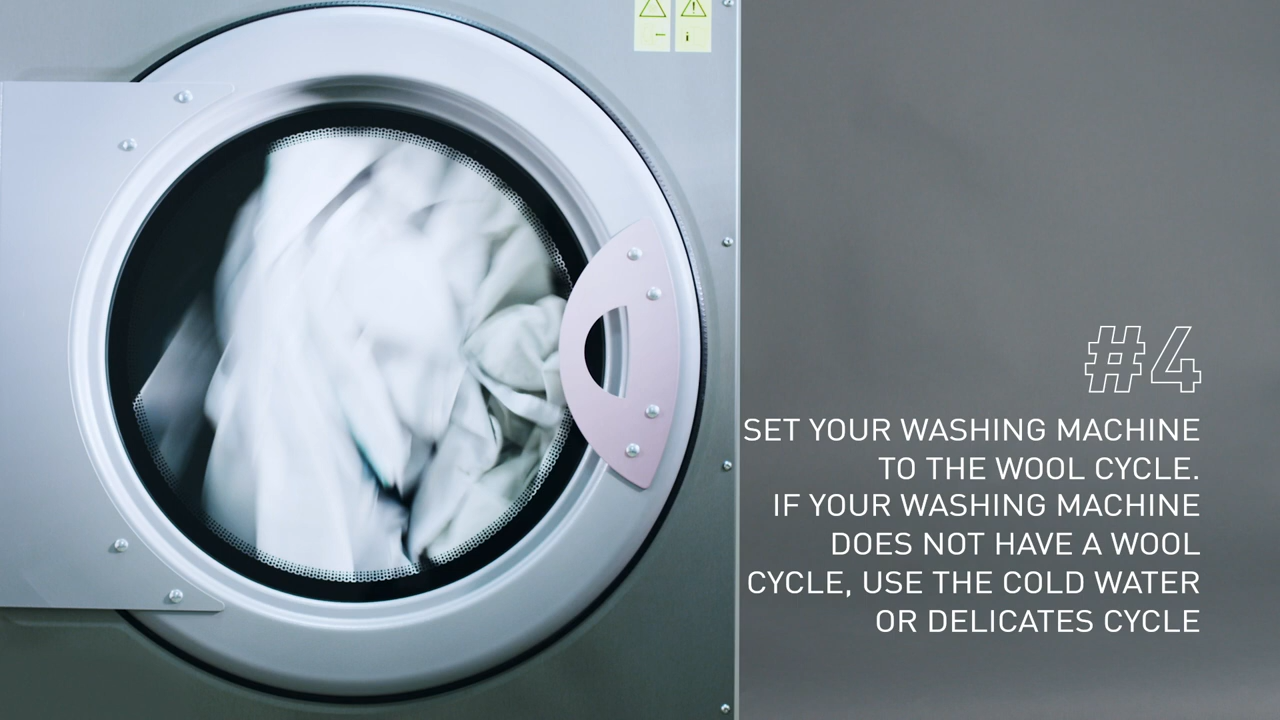 #4
SET YOUR WASHING MACHINE
TO THE WOOL CYCLE.
IF YOUR WASHING MACHINE
DOES NOT HAVE A WOOL
CYCLE, USE THE COLD WATER
OR DELICATES CYCLE